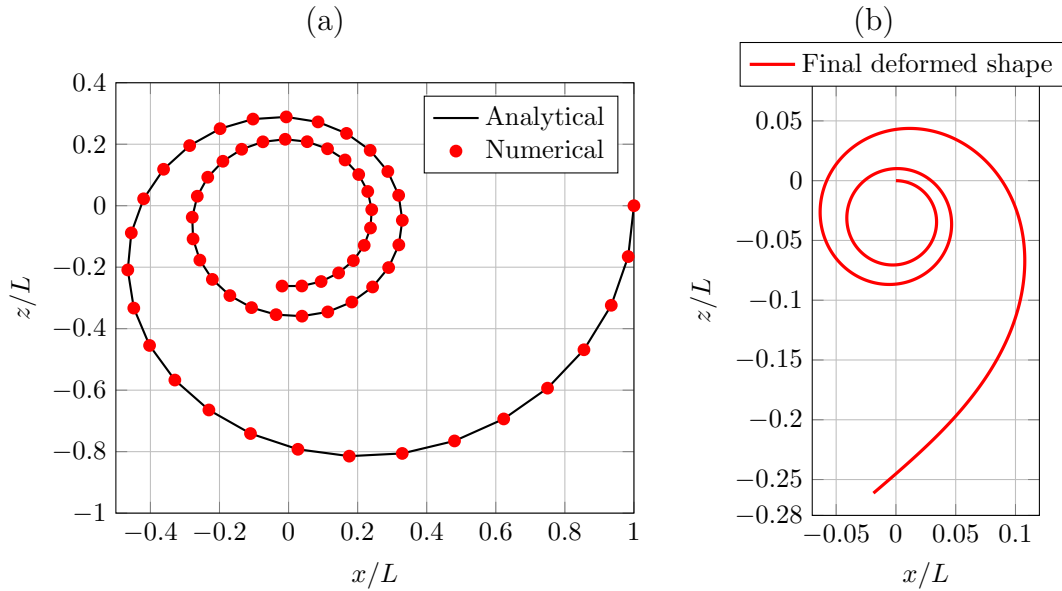 (a)
0.4
0.2
0
−0.2
−0.4
−0.6
−0.8
−1
z/L
Analytical
Numerical
−0.4 −0.2 0 0.2 0.4 0.6 0.8 1
x/L
(b)
Final deformed shape
0.05
0
−0.05
−0.1
−0.15
−0.2
−0.25
−0.28
z/L
−0.05 0 0.05 0.1
x/L